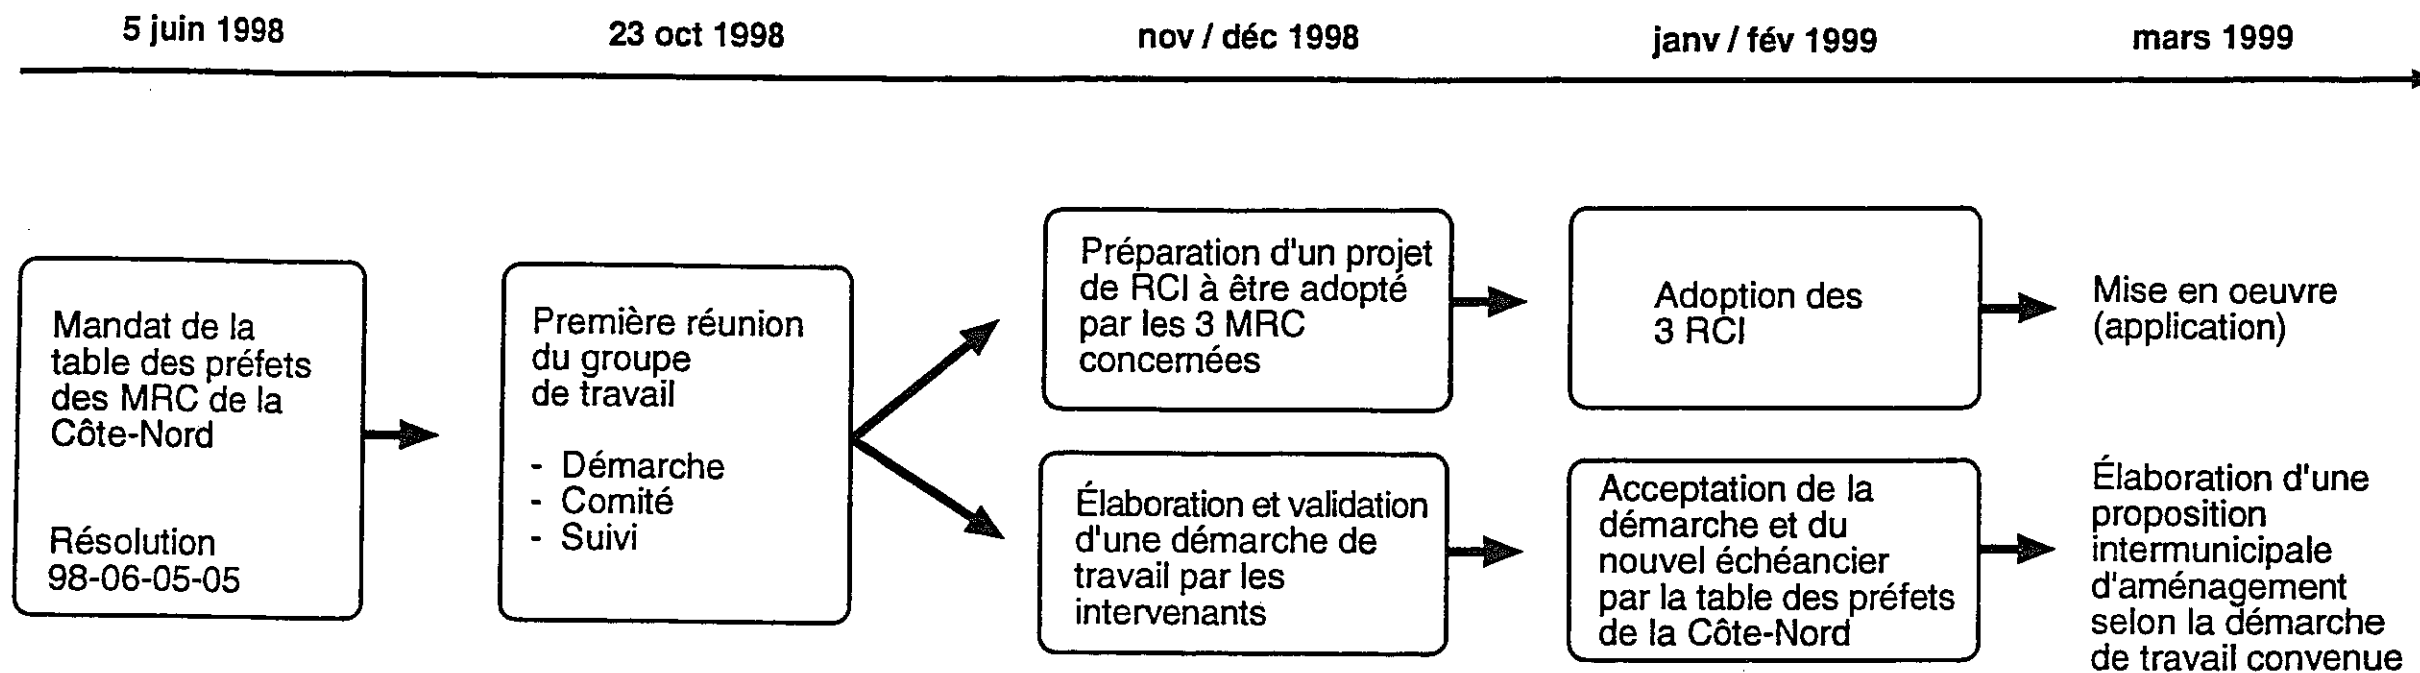 5 juin 1998
23 oct 1998
nov / déc 1998
janv / fév 1999
mars 1999
Mandat de la
table des préfets
des MRC de la
Côte-Nord
Résolution
98-06-05-05
Première réunion
du groupe
de travail
- Démarche
- Comité
- Suivi
Préparation d'un projet
de RCI à être adopté
par les 3 MRC
concernées
Adoption des
3 RCI
Mise en oeuvre
(application)
Élaboration et validation
d'une démarche de
travail par les
intervenants
Acceptation de la
démarche et du
nouvel échéancier
par la table des préfets
de la Côte-Nord
Élaboration d'une
proposition
intermunicipale
d'aménagement
selon la démarche
de travail convenue